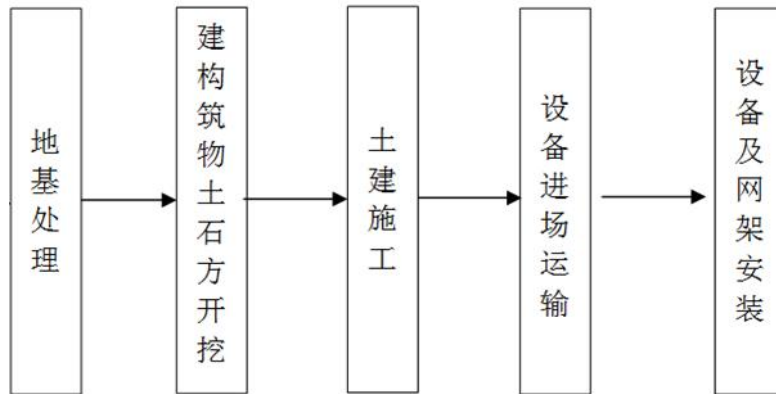 地基处理
建构筑物土石方开挖
土建施工
设备进场运输
设备及网架安装